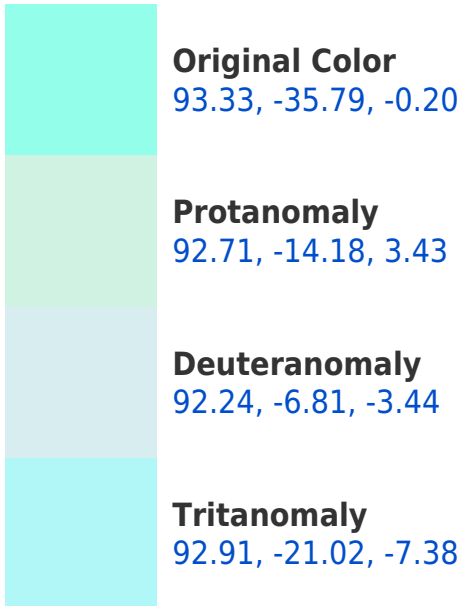 Original Color
93.33, -35.79, -0.20
Protanomaly
92.71, -14.18, 3.43
Deuteranomaly
92.24, -6.81, -3.44
Tritanomaly
92.91, -21.02, -7.38